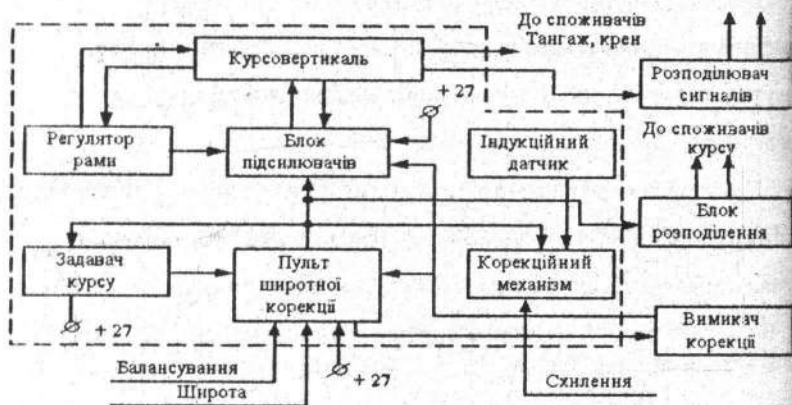 До споживачів
Тангаж, крен
Курсовертикаль
+ 27
Розподілювач
сигналів
Регулятор
рами
Блок
підсилювачів
Індукційний
датчик
До споживачів
курсу
Блок
розподілення
Задавач
курсу
Пульт
широтної
корекції
Корекційний
механізм
+ 27
Вимикач
корекції
Балансування
+ 27
Широта
Схилення